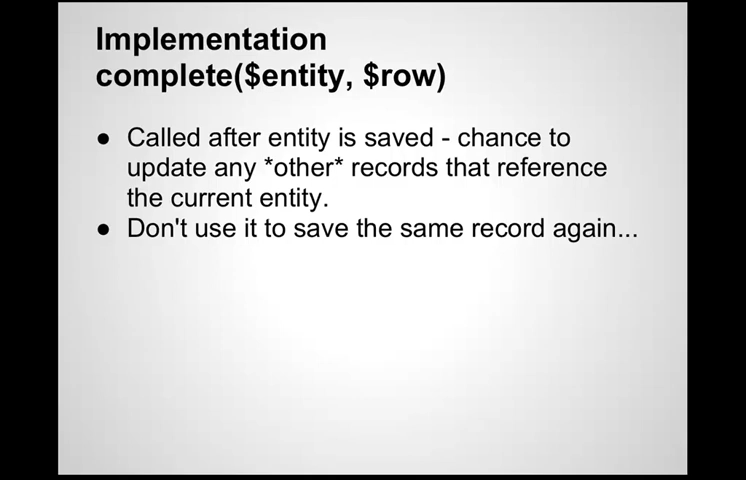 Implementation
complete($entity, $row)
● Called after entity is saved - chance to
update any *other* records that reference
the current entity.
● Don't use it to save the same record again...